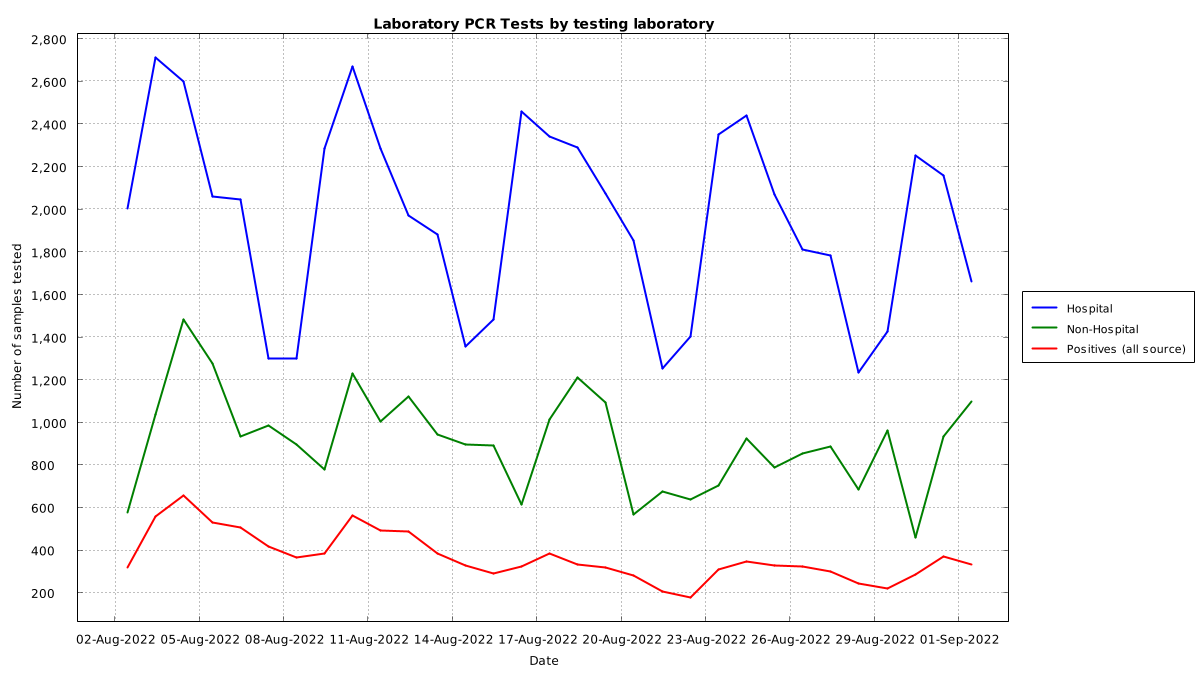 Laboratory PCR Tests by testing laboratory
2,800
2,600
2,400
2,200
2,000
1,800
1,600
1,400
1,200
1,000
800
600
400
200
Number of samples tested
02-Aug-2022 05-Aug-2022 08-Aug-2022 11-Aug-2022 14-Aug-2022 17-Aug-2022 20-Aug-2022 23-Aug-2022 26-Aug-2022 29-Aug-2022 01-Sep-2022
Date
Hospital
Non-Hospital
Positives (all source)